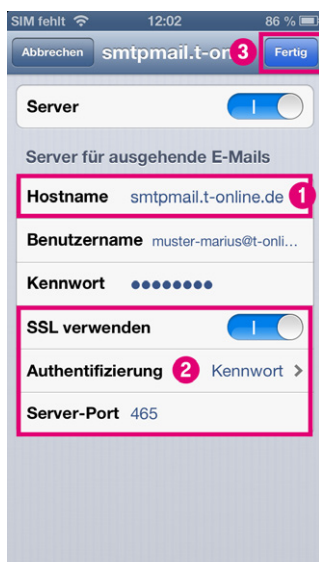 SIM fehlt 12:02 86 %
Abbrechen smtpmail.t-on 3 Fertig
Server
Server für ausgehende E-Mails
Hostname smtpmail.t-online.de 1
Benutzername muster-marius@t-onli...
Kennwort ●●●●●●●●
SSL verwenden
Authentifizierung 2 Kennwort >
Server-Port 465